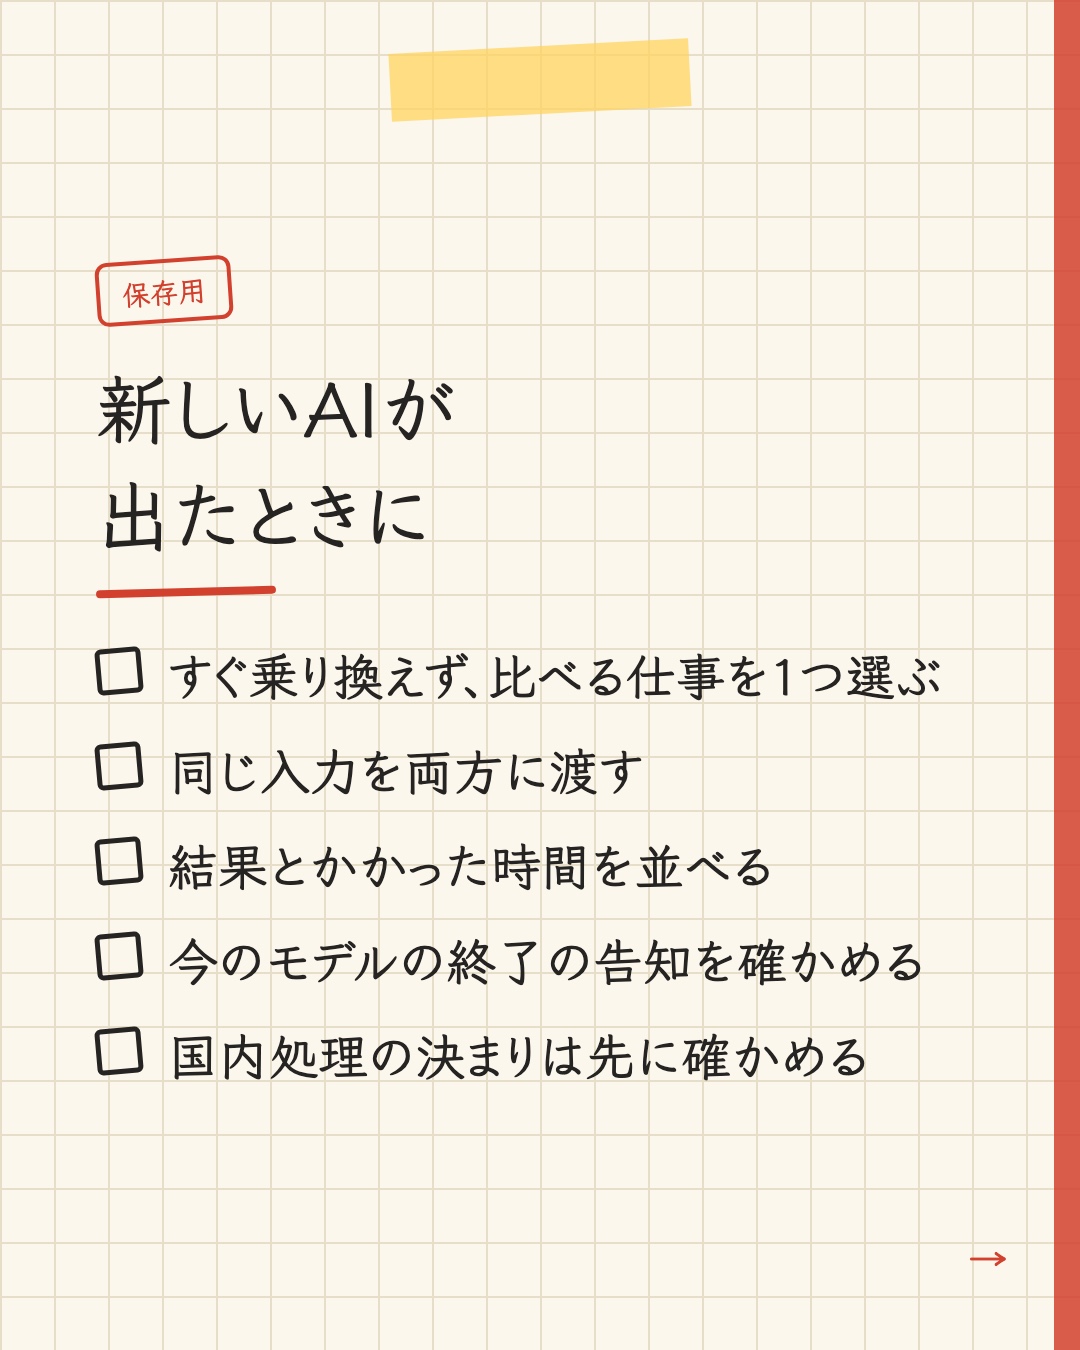 保存用
新しいAIが
出たときに
すぐ乗り換えず、比べる仕事を1つ選ぶ
同じ入力を両方に渡す
結果とかかった時間を並べる
今のモデルの終了の告知を確かめる
国内処理の決まりは先に確かめる
→